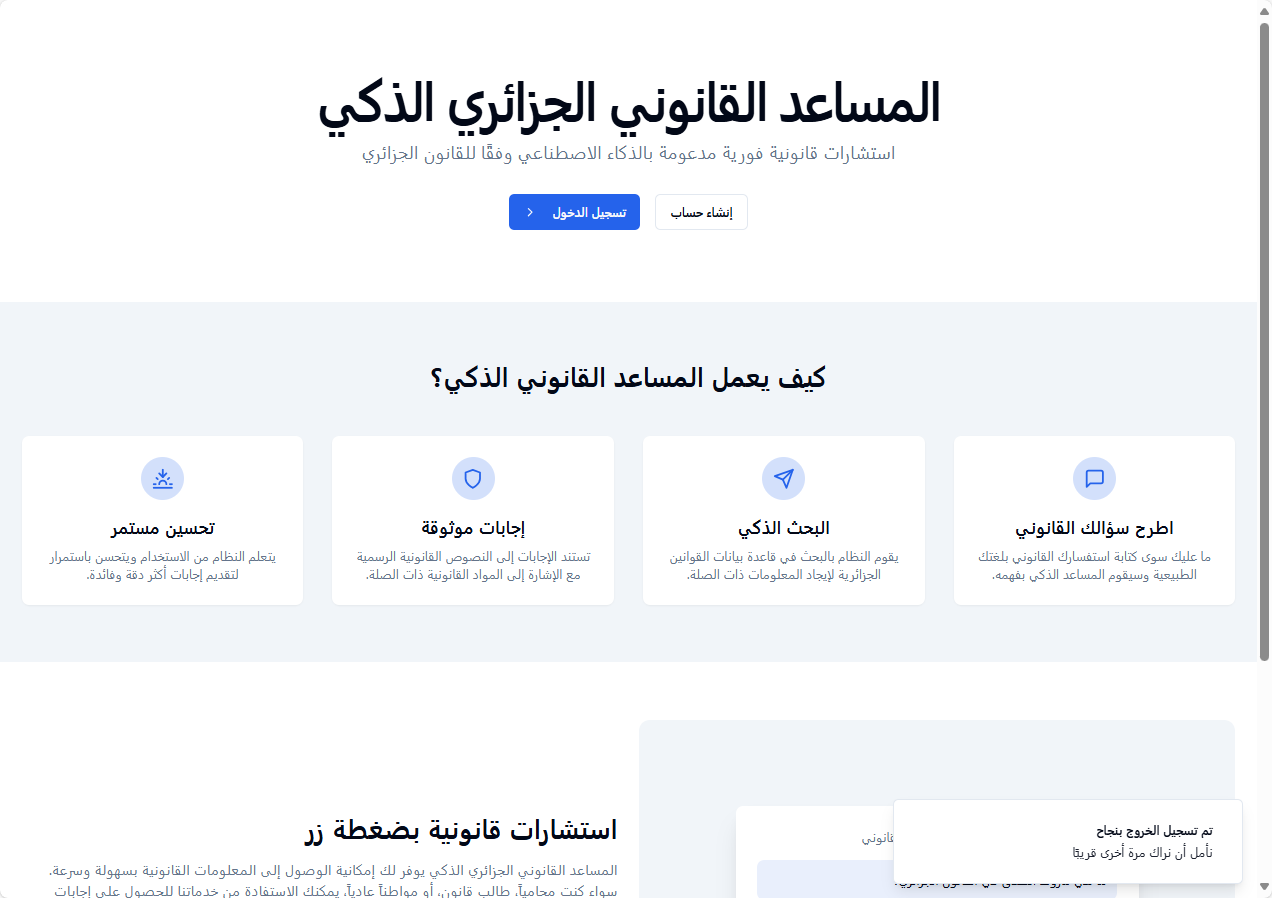 المساعد القانوني الجزائري الذكي
استشارات قانونية فورية مدعومة بالذكاء الاصطناعي وفقًا للقانون الجزائري
إنشاء حساب
تسجيل الدخول
كيف يعمل المساعد القانوني الذكي؟
اطرح سؤالك القانوني
ما عليك سوى كتابة استفسارك القانوني بلغتك
الطبيعية وسيقوم المساعد الذكي بفهمه.
البحث الذكي
يقوم النظام بالبحث في قاعدة بيانات القوانين
الجزائرية لإيجاد المعلومات ذات الصلة.
إجابات موثوقة
تستند الإجابات إلى النصوص القانونية الرسمية
مع الإشارة إلى المواد القانونية ذات الصلة.
تحسين مستمر
يتعلم النظام من الاستخدام ويتحسن باستمرار
لتقديم إجابات أكثر دقة وفائدة.
قانوني
تم تسجيل الخروج بنجاح
نأمل أن نراك مرة أخرى قريبًا
استشارات قانونية بضغطة زر
المساعد القانوني الجزائري الذكي يوفر لك إمكانية الوصول إلى المعلومات القانونية بسهولة وسرعة.
سواء كنت محامياً، طالب قانون، أو مواطناً عادياً، يمكنك الاستفادة من خدماتنا للحصول على إجابات